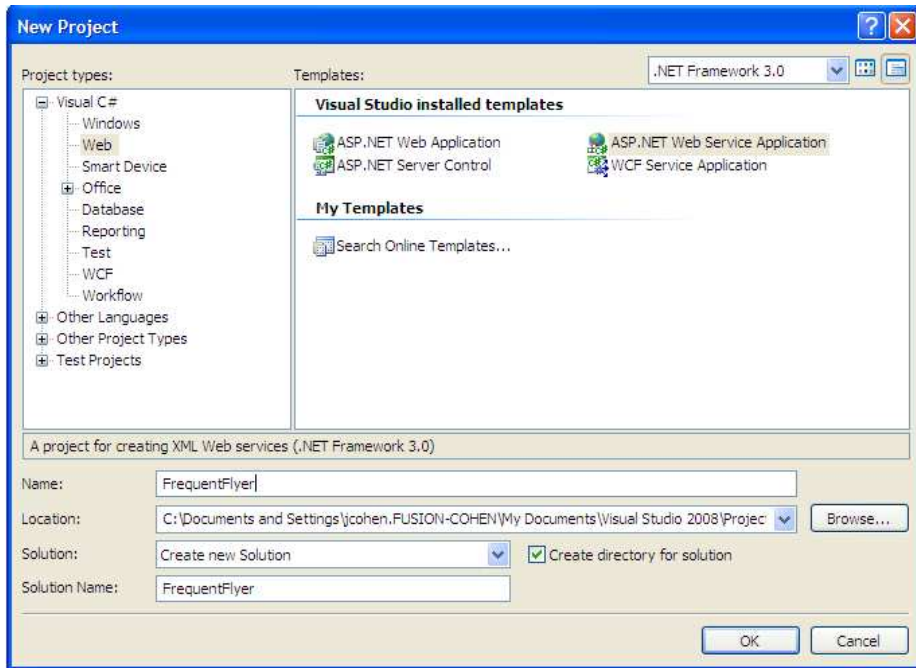 New Project
Project types:
Templates:
.NET Framework 3.0
Visual C#
Windows
Web
Smart Device
Office
Database
Reporting
Test
WCF
Workflow
Other Languages
Other Project Types
Test Projects
Visual Studio installed templates
ASP.NET Web Application
ASP.NET Web Service Application
ASP.NET Server Control
WCF Service Application
My Templates
Search Online Templates...
A project for creating XML Web services (.NET Framework 3.0)
Name:
FrequentFlyer
Location:
C:\Documents and Settings\jcohen.FUSION-COHEN\My Documents\Visual Studio 2008\Projec
Browse...
Solution:
Create new Solution
Create directory for solution
Solution Name:
FrequentFlyer
OK
Cancel